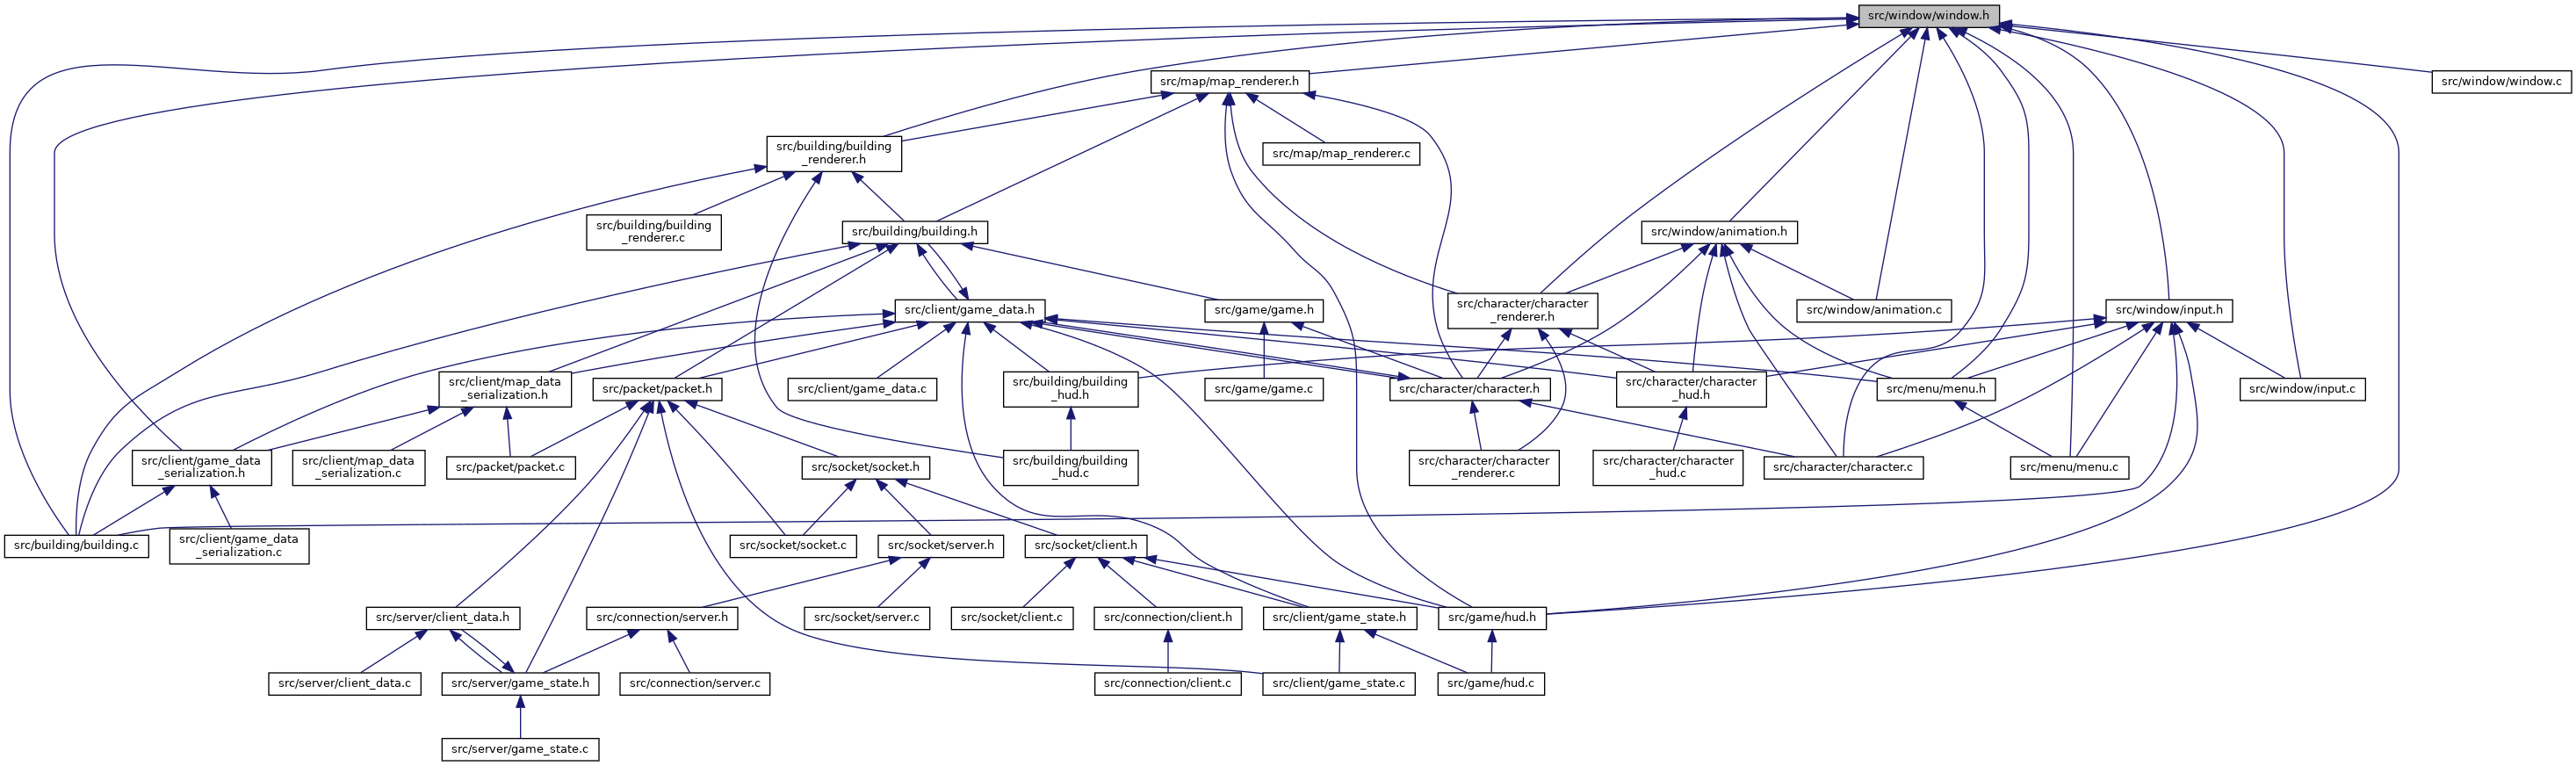 src/window/window.h
src/map/map_renderer.h
src/window/window.c
src/building/building
_renderer.h
src/map/map_renderer.c
src/building/building
_renderer.c
src/building/building.h
src/window/animation.h
src/client/game_data.h
src/game/game.h
src/character/character
_renderer.h
src/window/animation.c
src/window/input.h
src/client/map_data
_serialization.h
src/packet/packet.h
src/client/game_data.c
src/building/building
_hud.h
src/game/game.c
src/character/character.h
src/character/character
_hud.h
src/menu/menu.h
src/window/input.c
src/client/game_data
_serialization.h
src/client/map_data
_serialization.c
src/packet/packet.c
src/socket/socket.h
src/building/building
_hud.c
src/character/character
_renderer.c
src/character/character
_hud.c
src/character/character.c
src/menu/menu.c
src/building/building.c
src/client/game_data
_serialization.c
src/socket/socket.c
src/socket/server.h
src/socket/client.h
src/server/client_data.h
src/connection/server.h
src/socket/server.c
src/socket/client.c
src/connection/client.h
src/client/game_state.h
src/game/hud.h
src/server/client_data.c
src/server/game_state.h
src/connection/server.c
src/connection/client.c
src/client/game_state.c
src/game/hud.c
src/server/game_state.c